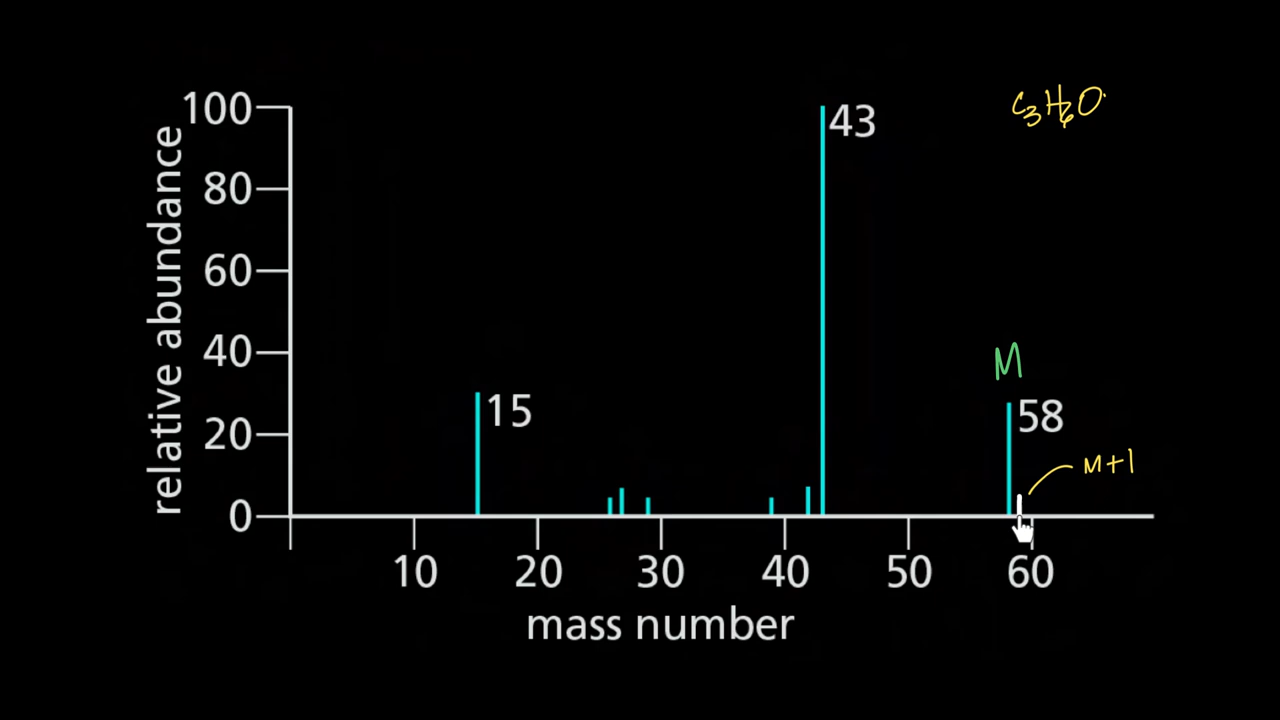 100
80
60
40
20
0
relative abundance
43
C₃H₆O
M
15
58
M+1
10 20 30 40 50 60
mass number